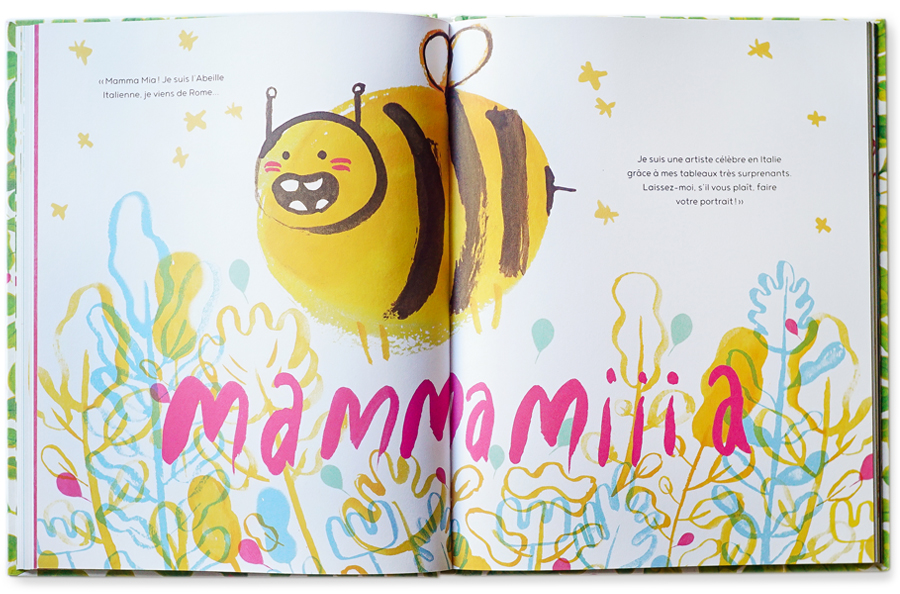 « Mamma Mia ! Je suis l'Abeille
Italienne, je viens de Rome...
Je suis une artiste célèbre en Italie
grâce à mes tableaux très surprenants.
Laissez-moi, s'il vous plaît, faire
votre portrait ! »
mammamiiia